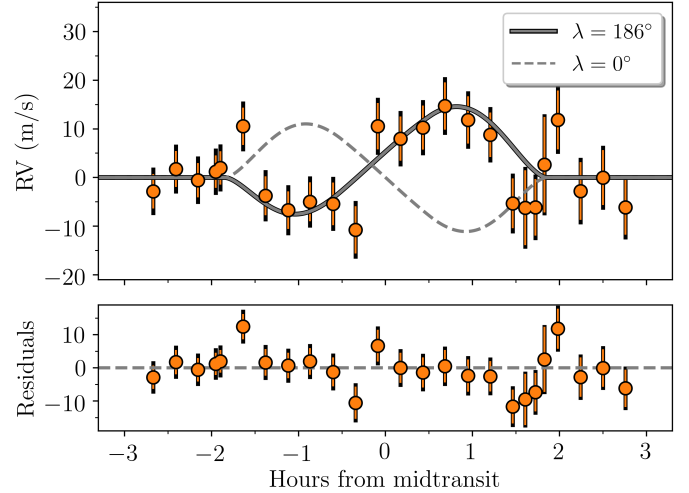 λ = 186°
λ = 0°
RV (m/s)
30
20
10
0
−10
−20
Residuals
10
0
−10
−3 −2 −1 0 1 2 3
Hours from midtransit